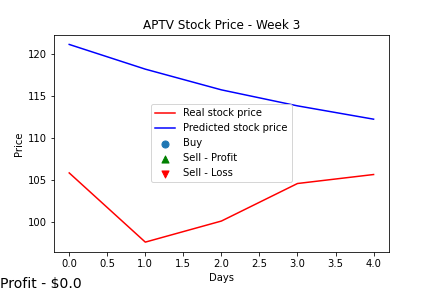 APTV Stock Price - Week 3
120
115
110
105
100
Price
Real stock price
Predicted stock price
Buy
Sell - Profit
Sell - Loss
0.0 0.5 1.0 1.5 2.0 2.5 3.0 3.5 4.0
Days
Profit - $0.0